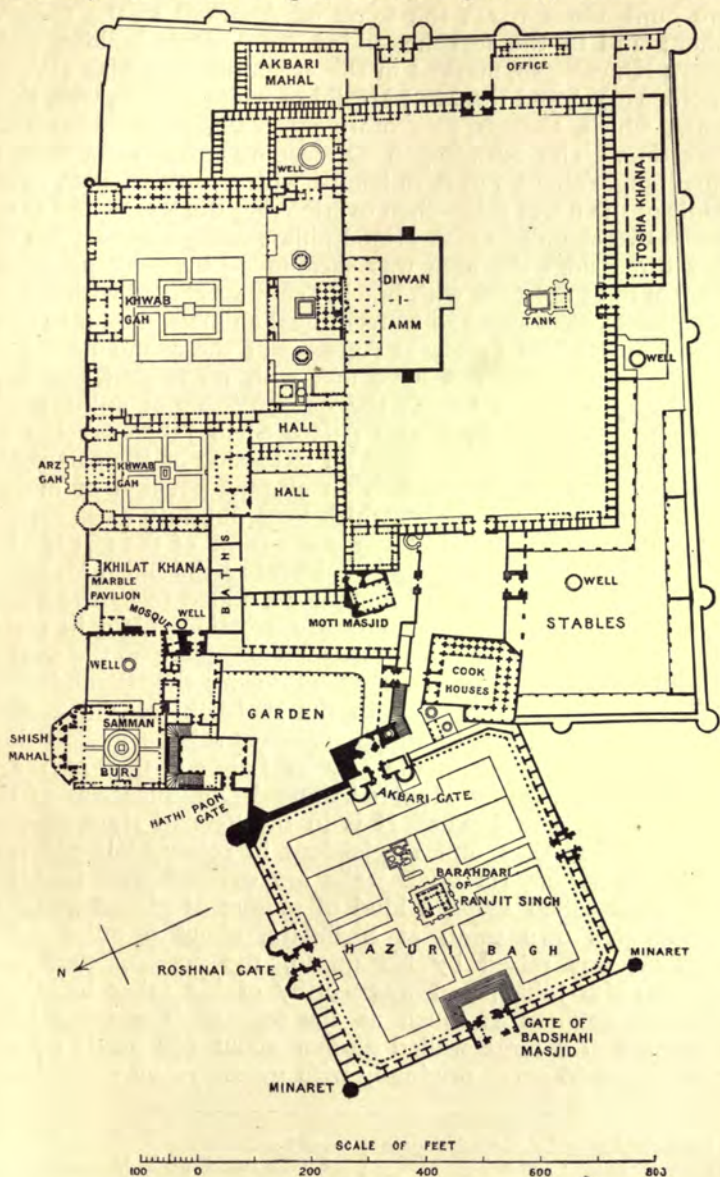 AKBARI
MAHAL
OFFICE
WELL
TOSHA KHANA
KHWAB
GAH
DIWAN
-I-
AMM
TANK
WELL
HALL
ARZ
GAH
KHWAB
GAH
HALL
KHILAT KHANA
MARBLE
PAVILION
BATHS
MOSQUE
WELL
MOTI MASJID
WELL
STABLES
WELL
COOK
HOUSES
GARDEN
SAMMAN
BURJ
SHISH
MAHAL
HATHI PAON
GATE
AKBARI-GATE
BARAHDARI
OF
RANJIT SINGH
HAZURI BAGH
N
ROSHNAI GATE
MINARET
GATE OF
BADSHAHI
MASJID
MINARET
SCALE OF FEET
100 0 200 400 600 800